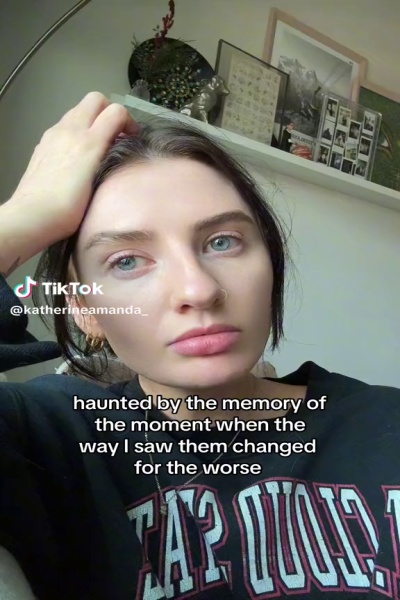 TikTok
@katherineamanda_
haunted by the memory of
the moment when the
way I saw them changed
for the worse